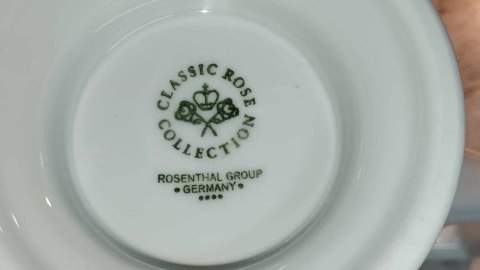 CLASSIC ROSE
COLLECTION
ROSENTHAL GROUP
• GERMANY •
••••